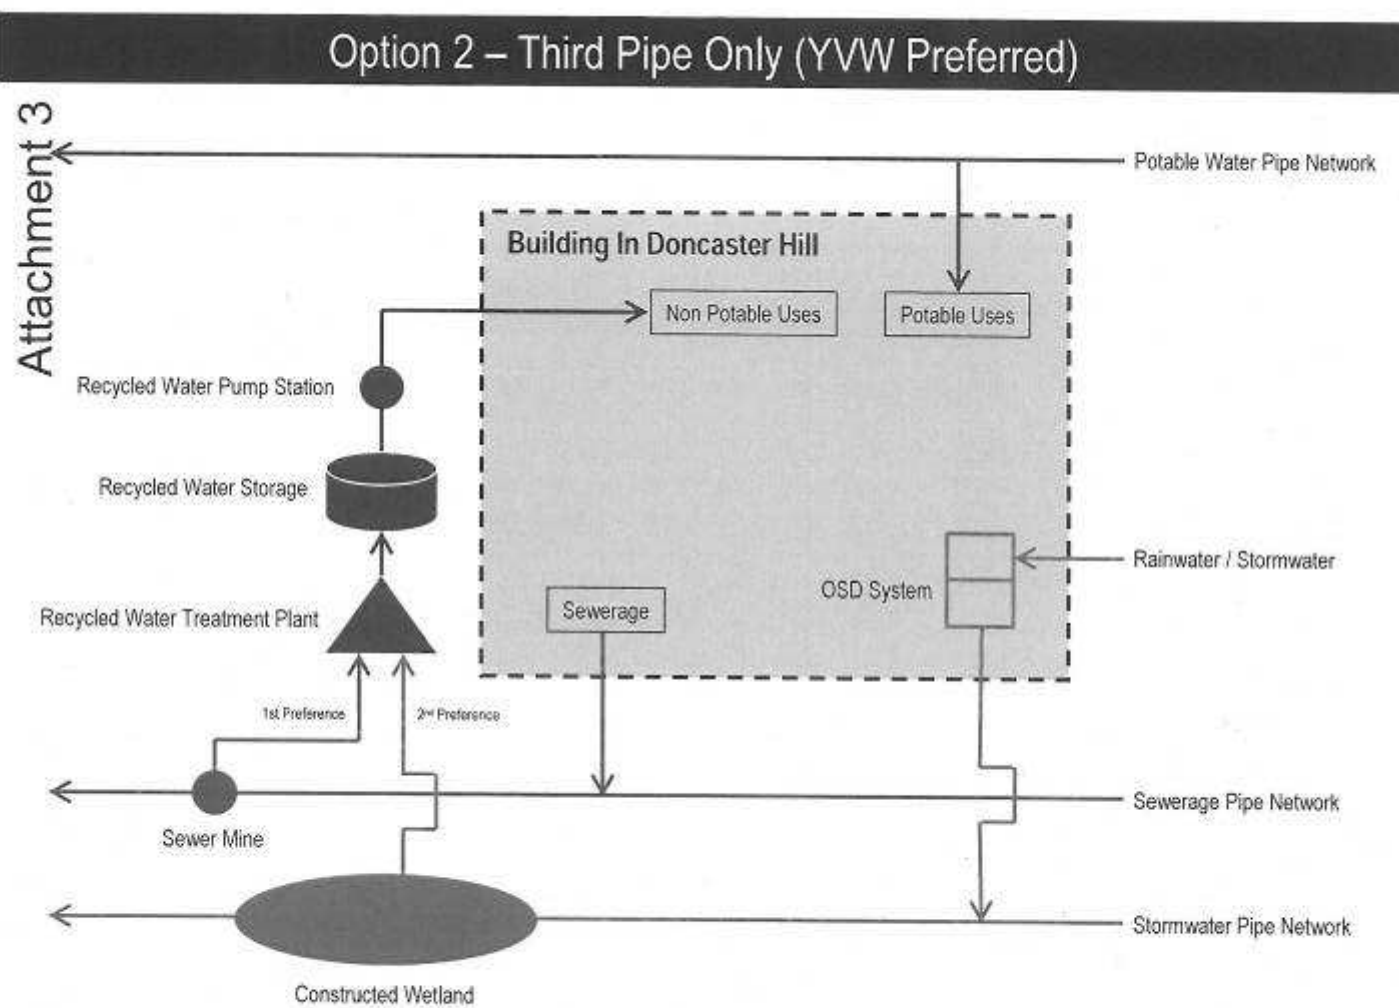 Option 2 – Third Pipe Only (YVW Preferred)
Attachment 3
Potable Water Pipe Network
Building In Doncaster Hill
Non Potable Uses
Potable Uses
Recycled Water Pump Station
Recycled Water Storage
Rainwater / Stormwater
OSD System
Sewerage
Recycled Water Treatment Plant
1st Preference
2nd Preference
Sewerage Pipe Network
Sewer Mine
Stormwater Pipe Network
Constructed Wetland